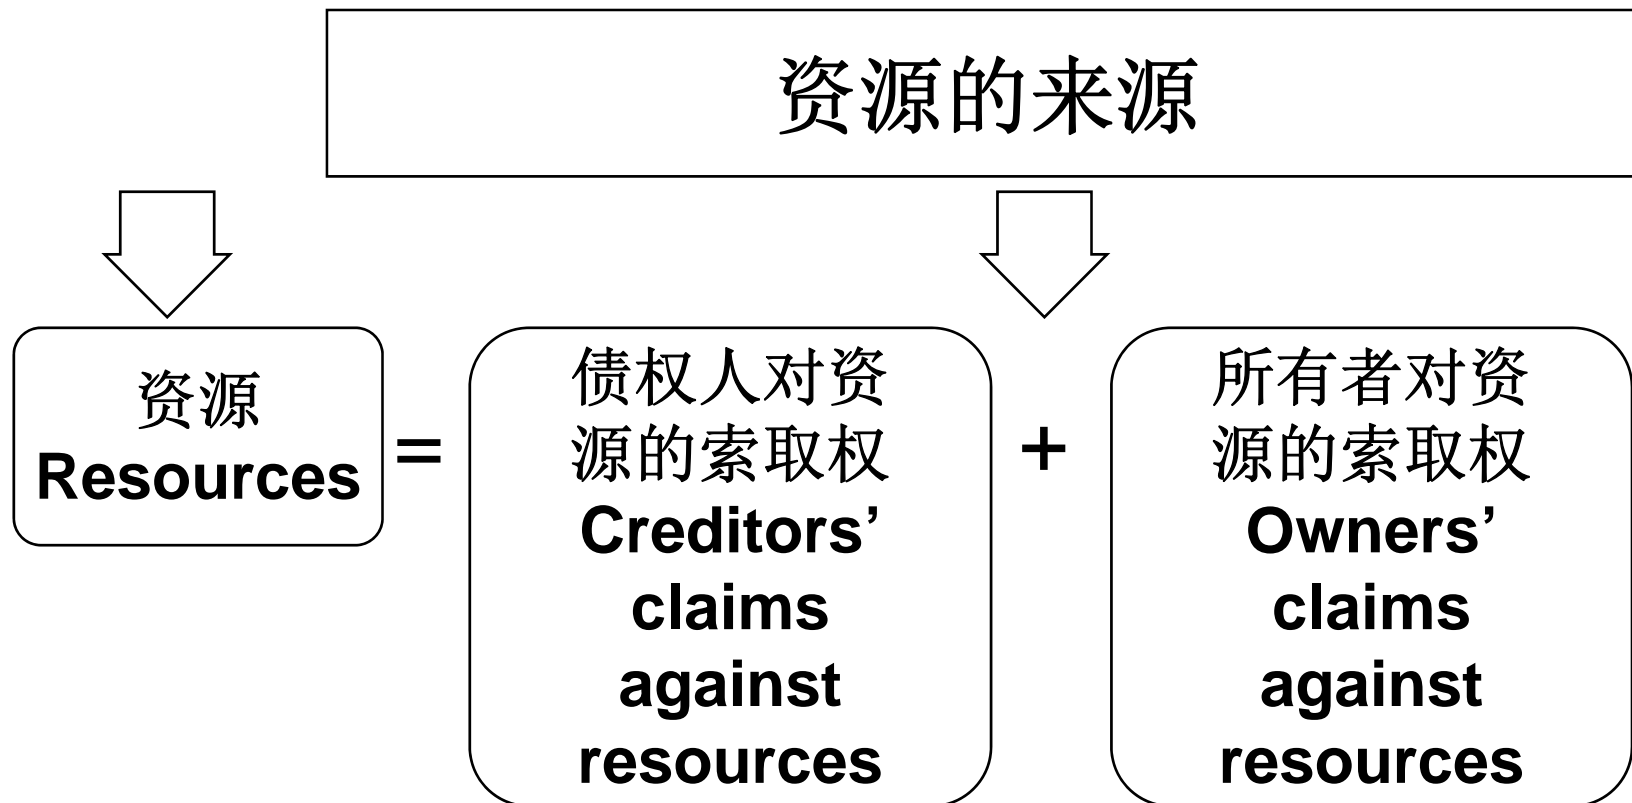 资源的来源
资源
Resources
=
债权人对资
源的索取权
Creditors’
claims
against
resources
+
所有者对资
源的索取权
Owners’
claims
against
resources